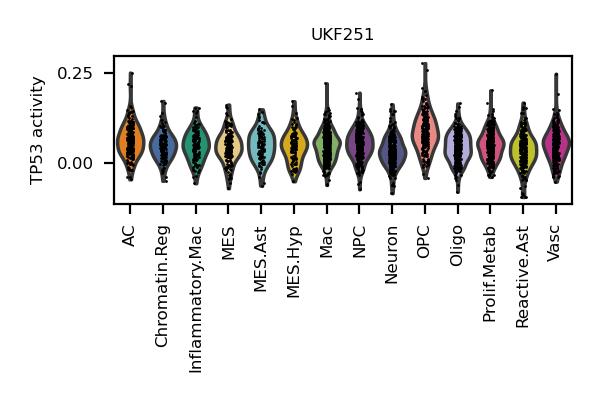 UKF251
TP53 activity
0.25
0.00
AC
Chromatin.Reg
Inflammatory.Mac
MES
MES.Ast
MES.Hyp
Mac
NPC
Neuron
OPC
Oligo
Prolif.Metab
Reactive.Ast
Vasc